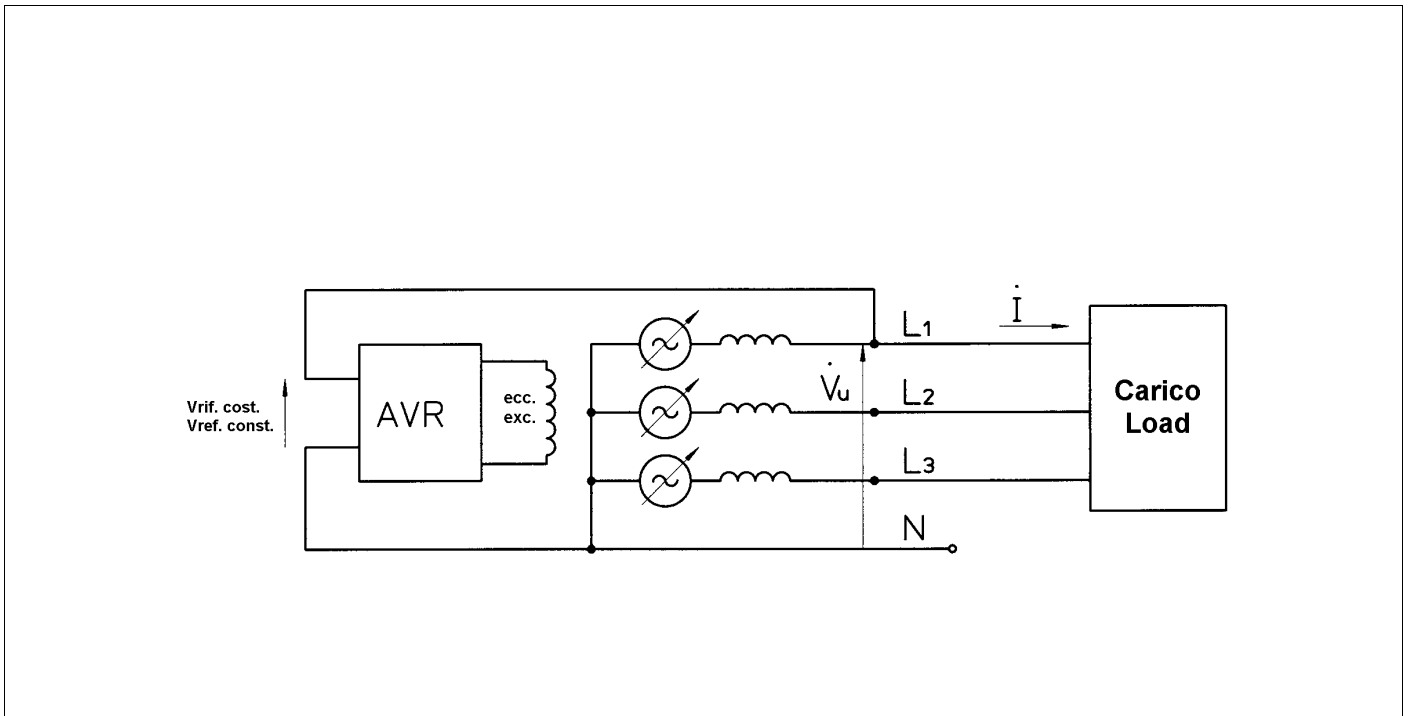 Vrif. cost.
Vref. const.
AVR
ecc.
exc.
V̇u
L1
L2
L3
N
İ
Carico
Load